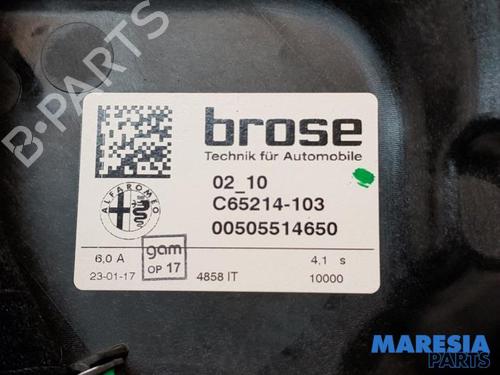 brose
Technik für Automobile
02_10
C65214-103
00505514650
ALFA ROMEO
6,0 A
gam
OP 17
4,1 s
23-01-17
4858 IT
10000
B-PARTS
MARESIA
PARTS